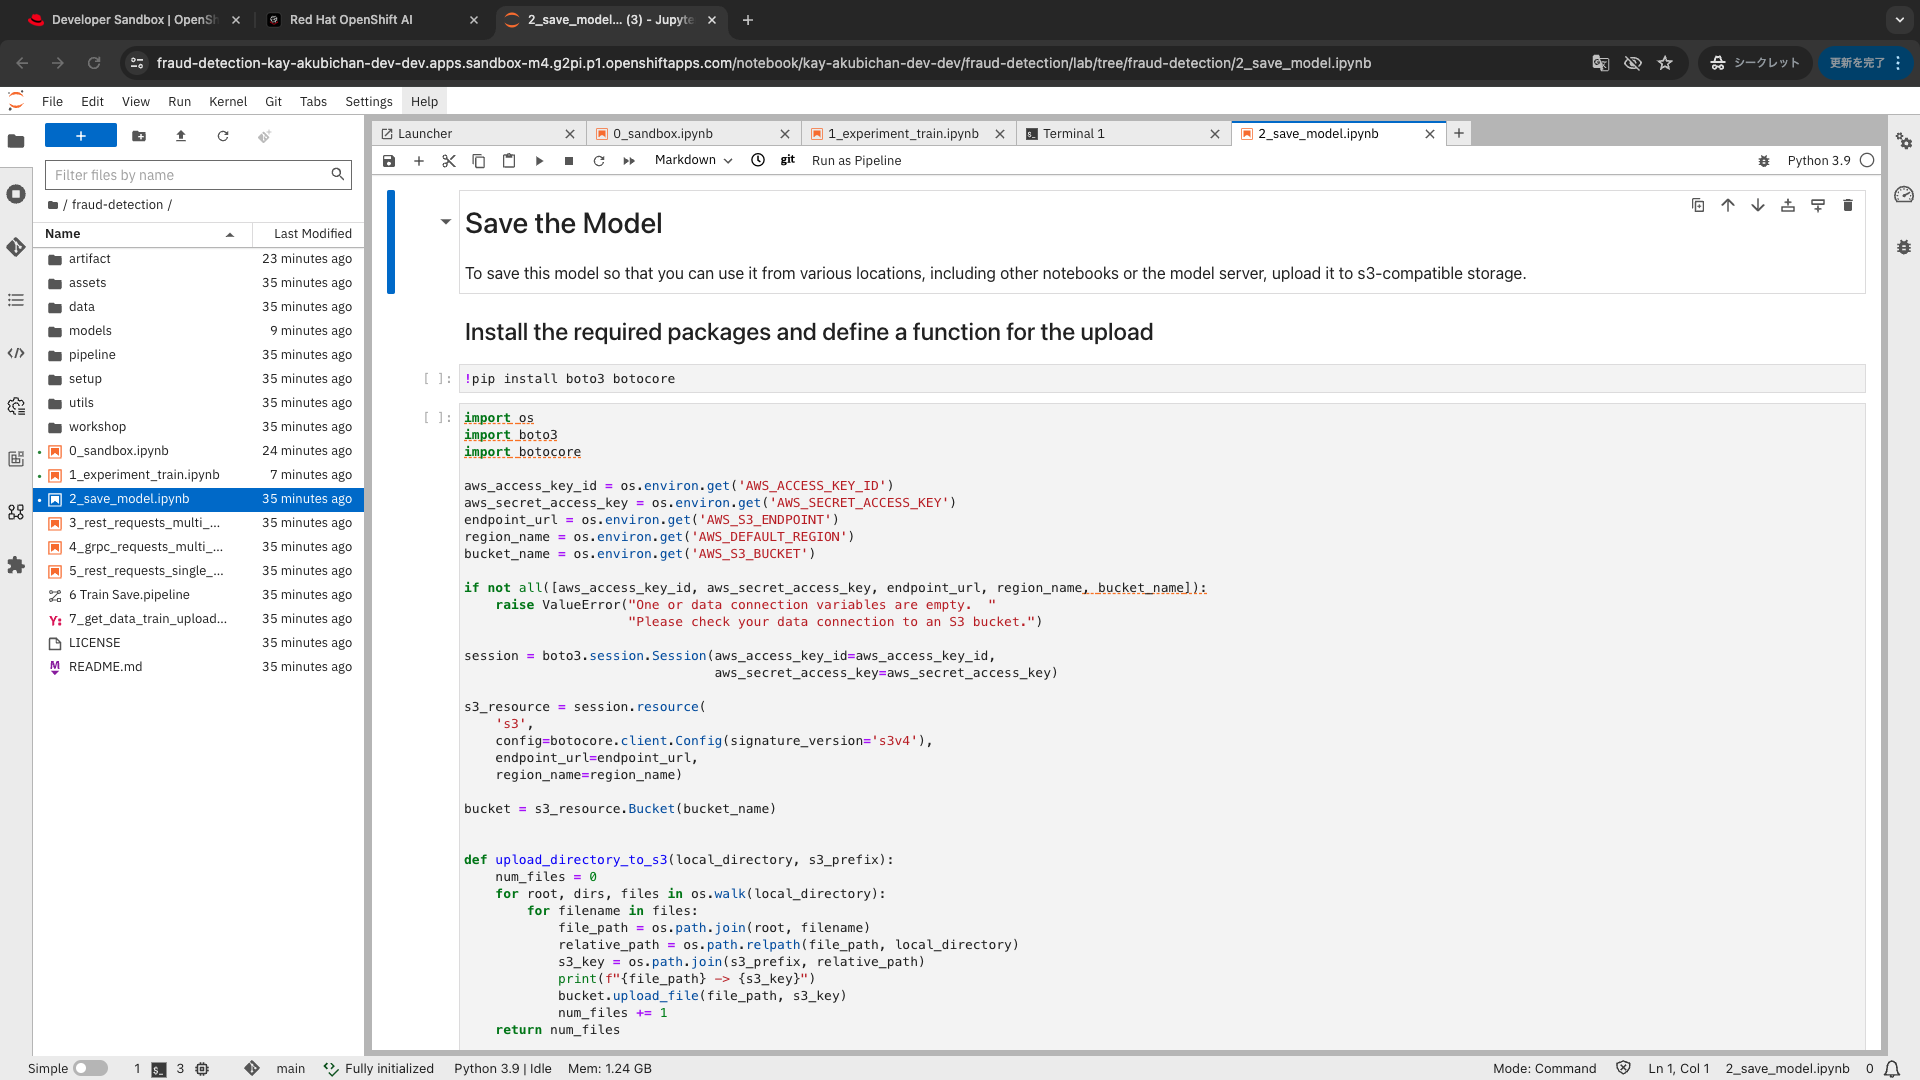 Developer Sandbox | OpenSh
Red Hat OpenShift AI
2_save_model... (3) - Jupyte
fraud-detection-kay-akubichan-dev-dev.apps.sandbox-m4.g2pi.p1.openshiftapps.com/notebook/kay-akubichan-dev-dev/fraud-detection/lab/tree/fraud-detection/2_save_model.ipynb
シークレット
更新を完了
File Edit View Run Kernel Git Tabs Settings Help
Filter files by name
/ fraud-detection /
Name Last Modified
artifact 23 minutes ago
assets 35 minutes ago
data 35 minutes ago
models 9 minutes ago
pipeline 35 minutes ago
setup 35 minutes ago
utils 35 minutes ago
workshop 35 minutes ago
0_sandbox.ipynb 24 minutes ago
1_experiment_train.ipynb 7 minutes ago
2_save_model.ipynb 35 minutes ago
3_rest_requests_multi_... 35 minutes ago
4_grpc_requests_multi_... 35 minutes ago
5_rest_requests_single_... 35 minutes ago
6 Train Save.pipeline 35 minutes ago
7_get_data_train_upload... 35 minutes ago
LICENSE 35 minutes ago
README.md 35 minutes ago
Launcher 0_sandbox.ipynb 1_experiment_train.ipynb Terminal 1 2_save_model.ipynb
Markdown git Run as Pipeline Python 3.9
Save the Model
To save this model so that you can use it from various locations, including other notebooks or the model server, upload it to s3-compatible storage.
Install the required packages and define a function for the upload
[ ]: !pip install boto3 botocore
[ ]: import os
import boto3
import botocore
aws_access_key_id = os.environ.get('AWS_ACCESS_KEY_ID')
aws_secret_access_key = os.environ.get('AWS_SECRET_ACCESS_KEY')
endpoint_url = os.environ.get('AWS_S3_ENDPOINT')
region_name = os.environ.get('AWS_DEFAULT_REGION')
bucket_name = os.environ.get('AWS_S3_BUCKET')
if not all([aws_access_key_id, aws_secret_access_key, endpoint_url, region_name, bucket_name]):
    raise ValueError("One or data connection variables are empty.  "
                     "Please check your data connection to an S3 bucket.")
session = boto3.session.Session(aws_access_key_id=aws_access_key_id,
                                aws_secret_access_key=aws_secret_access_key)
s3_resource = session.resource(
    's3',
    config=botocore.client.Config(signature_version='s3v4'),
    endpoint_url=endpoint_url,
    region_name=region_name)
bucket = s3_resource.Bucket(bucket_name)
def upload_directory_to_s3(local_directory, s3_prefix):
    num_files = 0
    for root, dirs, files in os.walk(local_directory):
        for filename in files:
            file_path = os.path.join(root, filename)
            relative_path = os.path.relpath(file_path, local_directory)
            s3_key = os.path.join(s3_prefix, relative_path)
            print(f"{file_path} -> {s3_key}")
            bucket.upload_file(file_path, s3_key)
            num_files += 1
    return num_files
Simple 1 3 main Fully initialized Python 3.9 | Idle Mem: 1.24 GB Mode: Command Ln 1, Col 1 2_save_model.ipynb 0